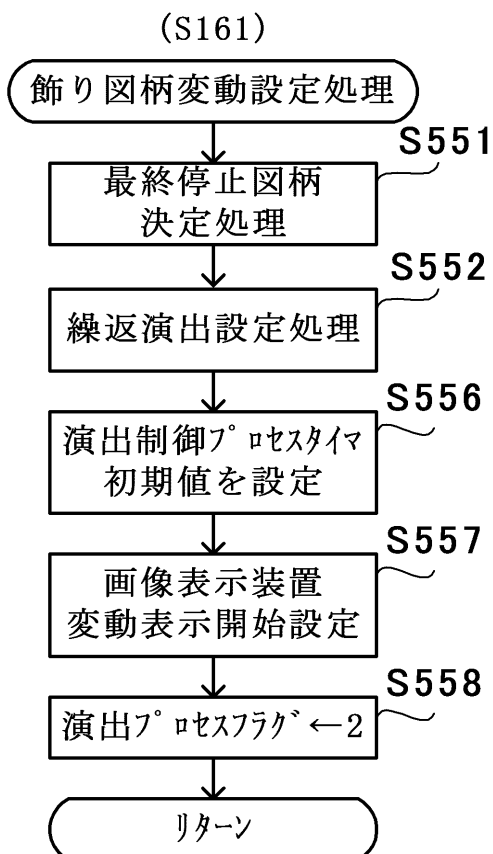 (S161)
飾り図柄変動設定処理
S551
最終停止図柄
決定処理
S552
繰返演出設定処理
S556
演出制御ﾌﾟﾛｾｽﾀｲﾏ
初期値を設定
S557
画像表示装置
変動表示開始設定
S558
演出ﾌﾟﾛｾｽﾌﾗｸﾞ←2
ﾘﾀｰﾝ